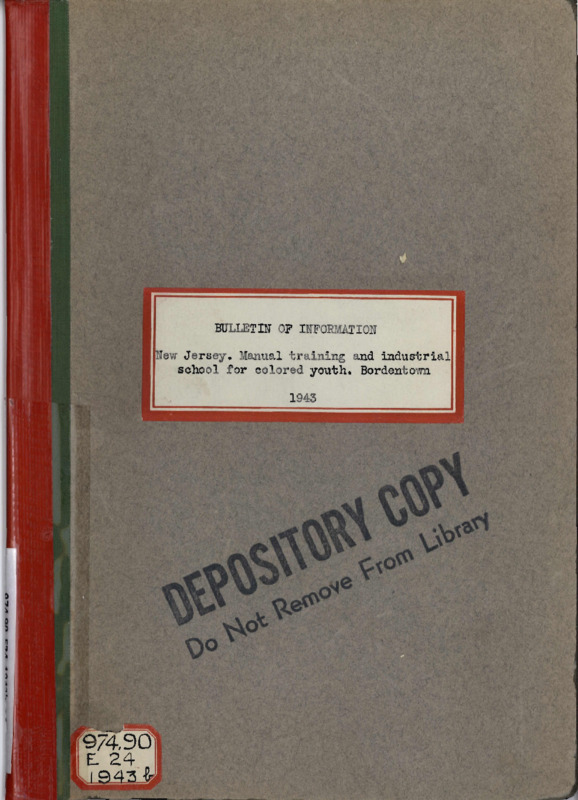 BULLETIN OF INFORMATION
New Jersey. Manual training and industrial
school for colored youth. Bordentown
1943
DEPOSITORY COPY
Do Not Remove From Library
974.90
E 24
1943 b